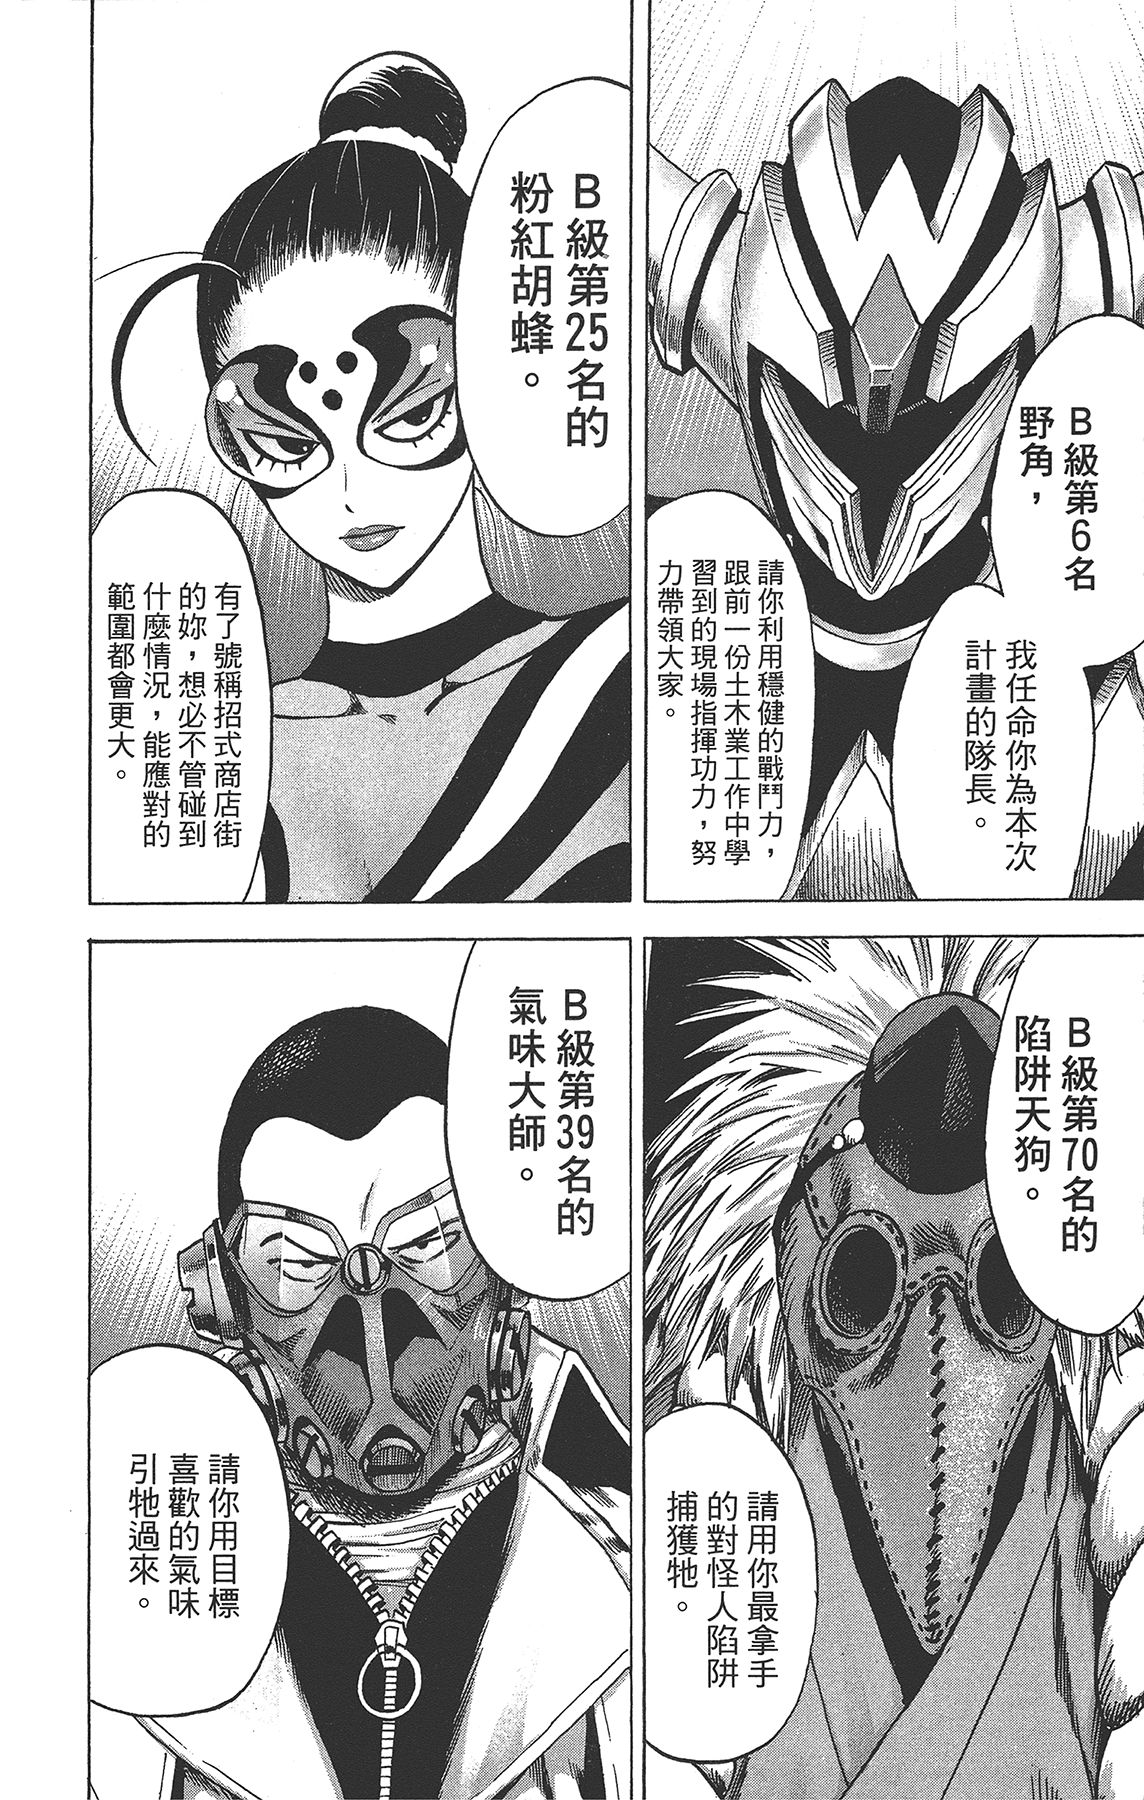 B級第6名
野角，
我任命你為本次
計畫的隊長。
請你利用穩健的戰鬥力，
跟前一份土木業工作中學
習到的現場指揮功力，努
力帶領大家。
B級第25名的
粉紅胡蜂。
有了號稱招式商店街
的妳，想必不管碰到
什麼情況，能應對的
範圍都會更大。
B級第70名的
陷阱天狗。
請用你最拿手
的對怪人陷阱
捕獲牠。
B級第39名的
氣味大師。
請你用目標
喜歡的氣味
引牠過來。